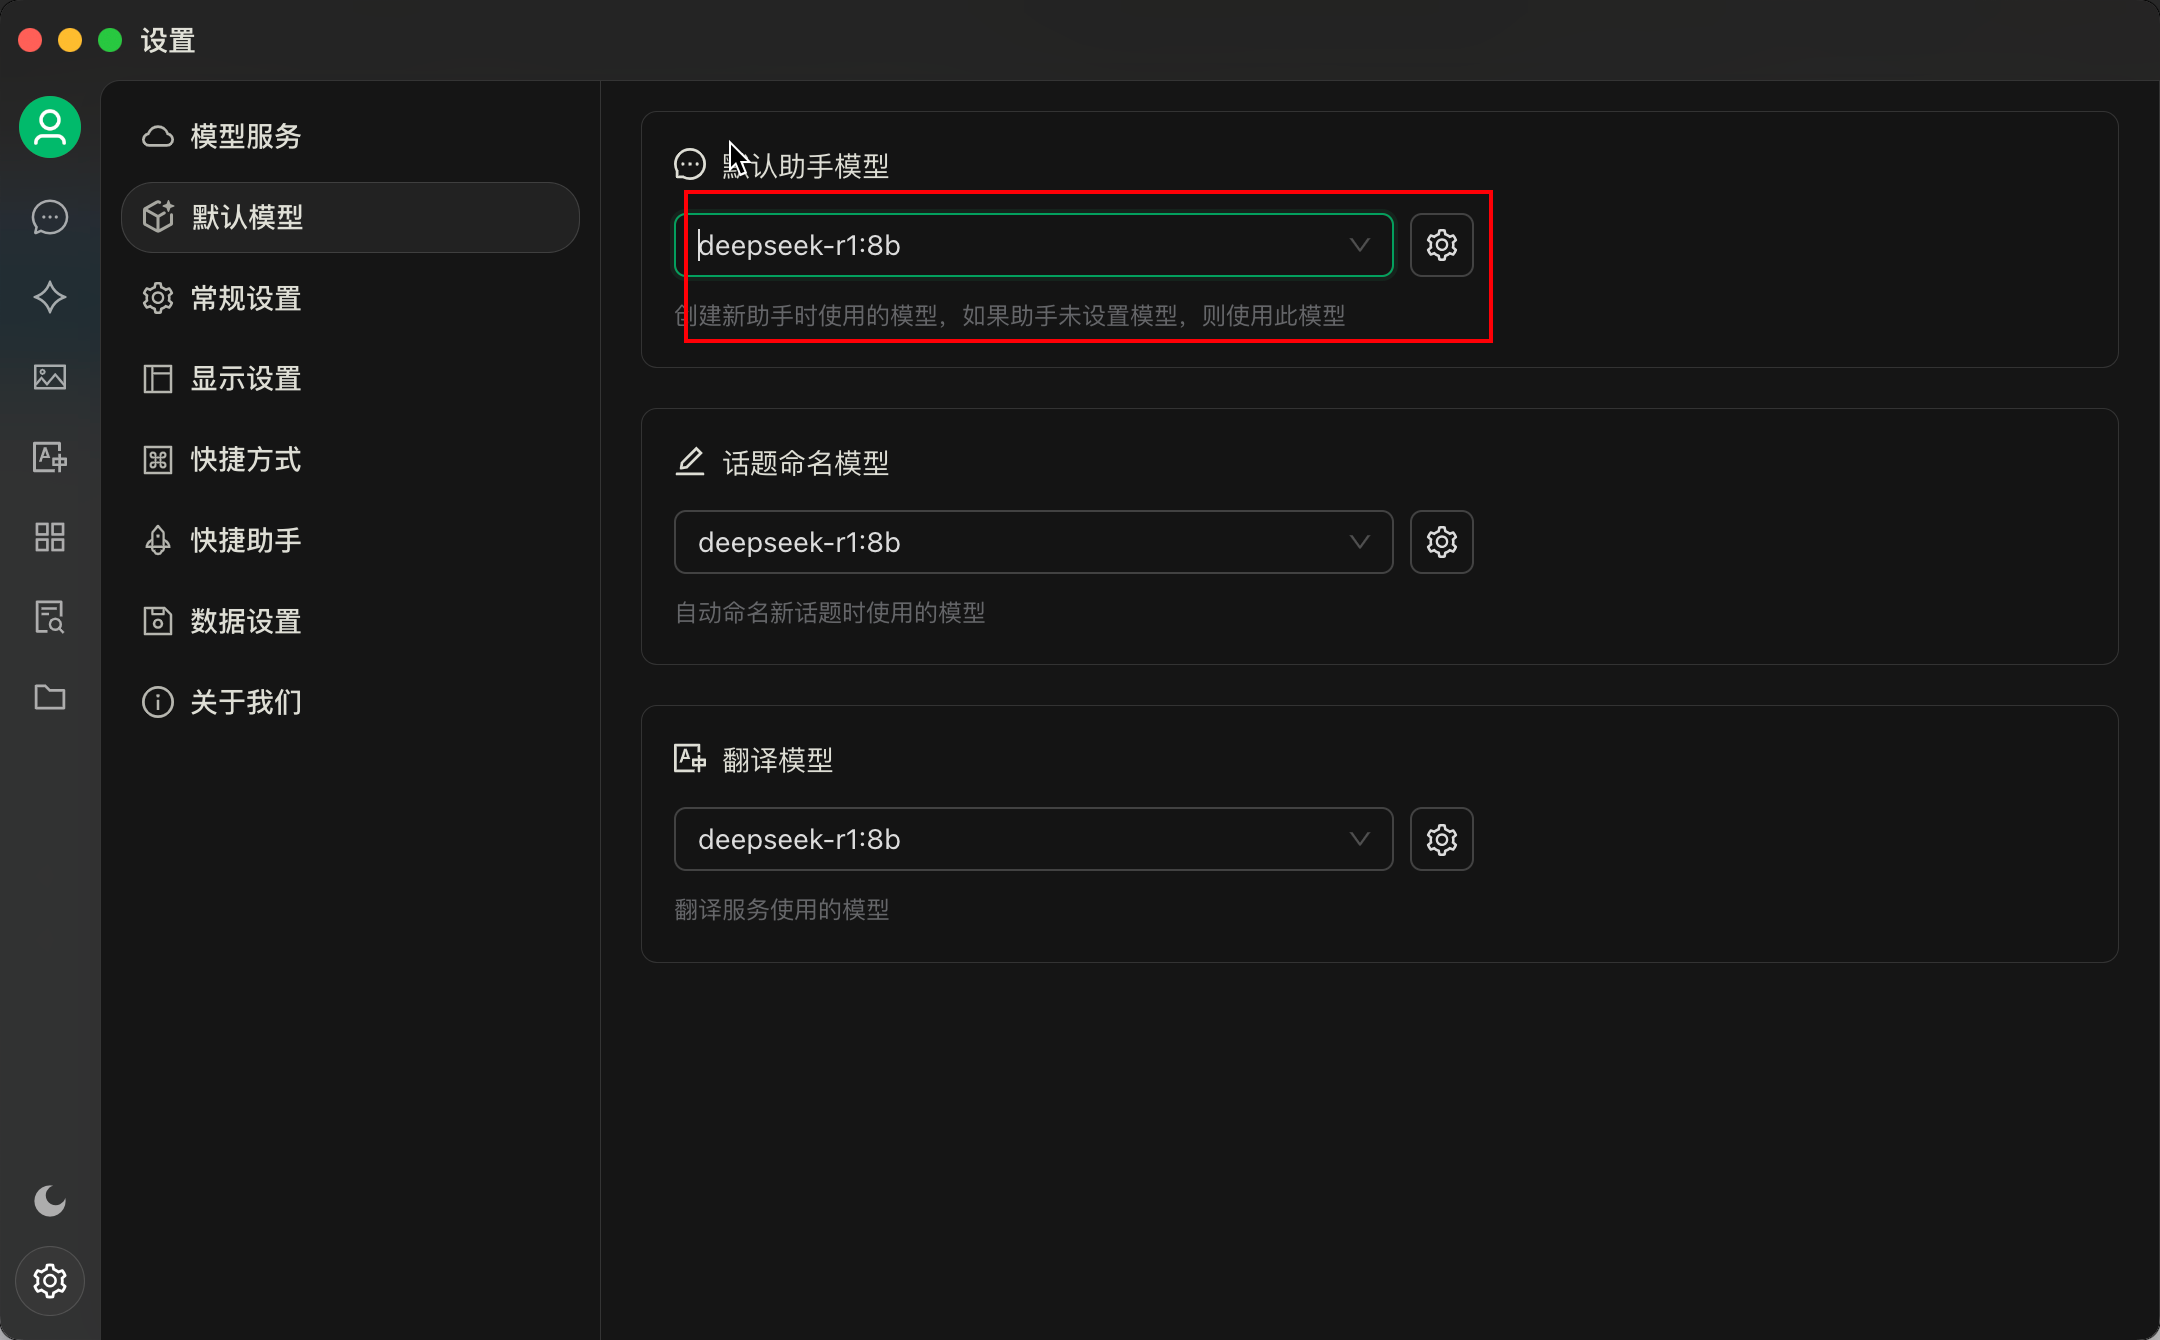 设置
模型服务
默认模型
常规设置
显示设置
快捷方式
快捷助手
数据设置
关于我们
默认助手模型
deepseek-r1:8b
创建新助手时使用的模型，如果助手未设置模型，则使用此模型
话题命名模型
deepseek-r1:8b
自动命名新话题时使用的模型
翻译模型
deepseek-r1:8b
翻译服务使用的模型